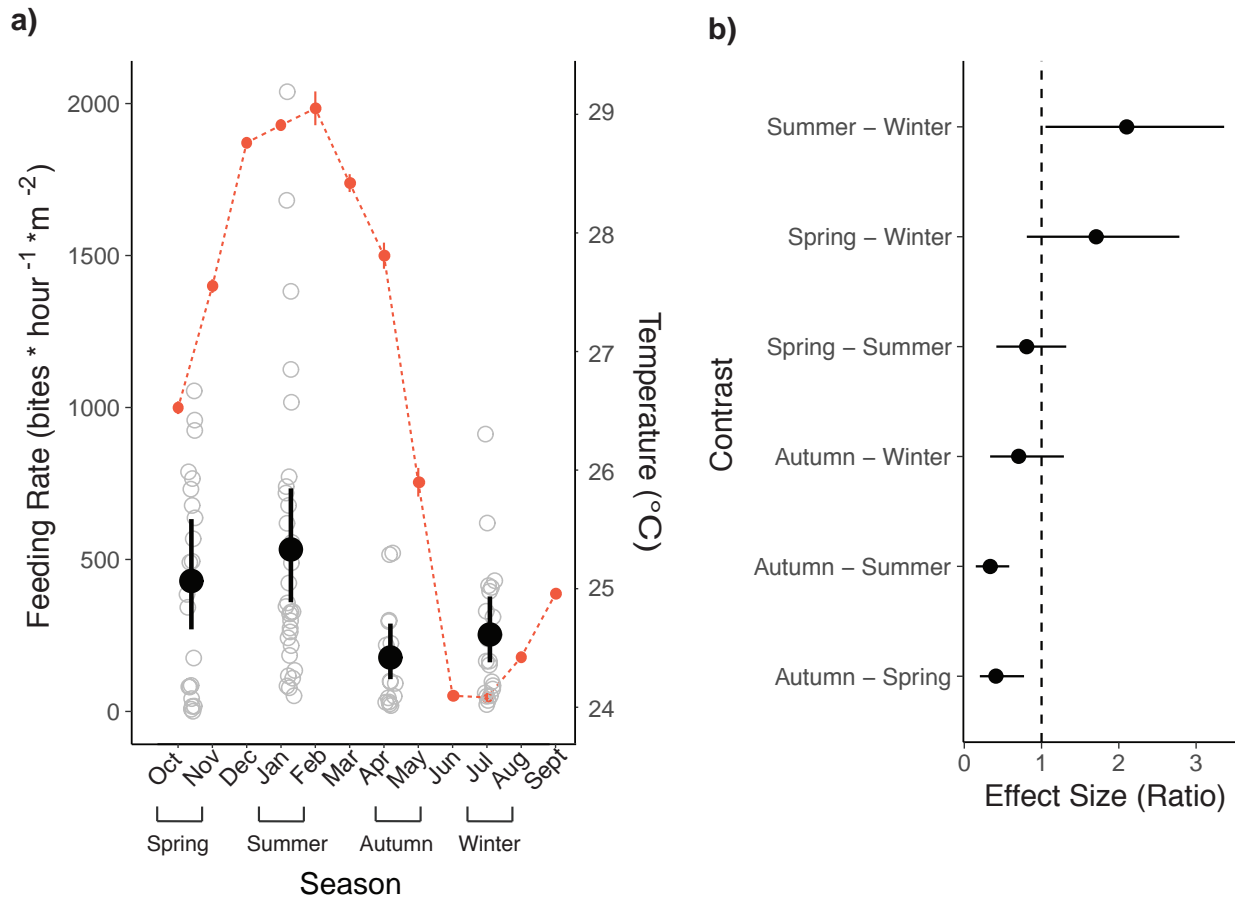 a)
2000
1500
1000
500
0
Feeding Rate (bites * hour -1 *m -2)
29
28
27
26
25
24
Temperature (°C)
Oct Nov Dec Jan Feb Mar Apr May Jun Jul Aug Sept
Spring Summer Autumn Winter
Season
b)
Summer – Winter
Spring – Winter
Spring – Summer
Autumn – Winter
Autumn – Summer
Autumn – Spring
Contrast
0 1 2 3
Effect Size (Ratio)